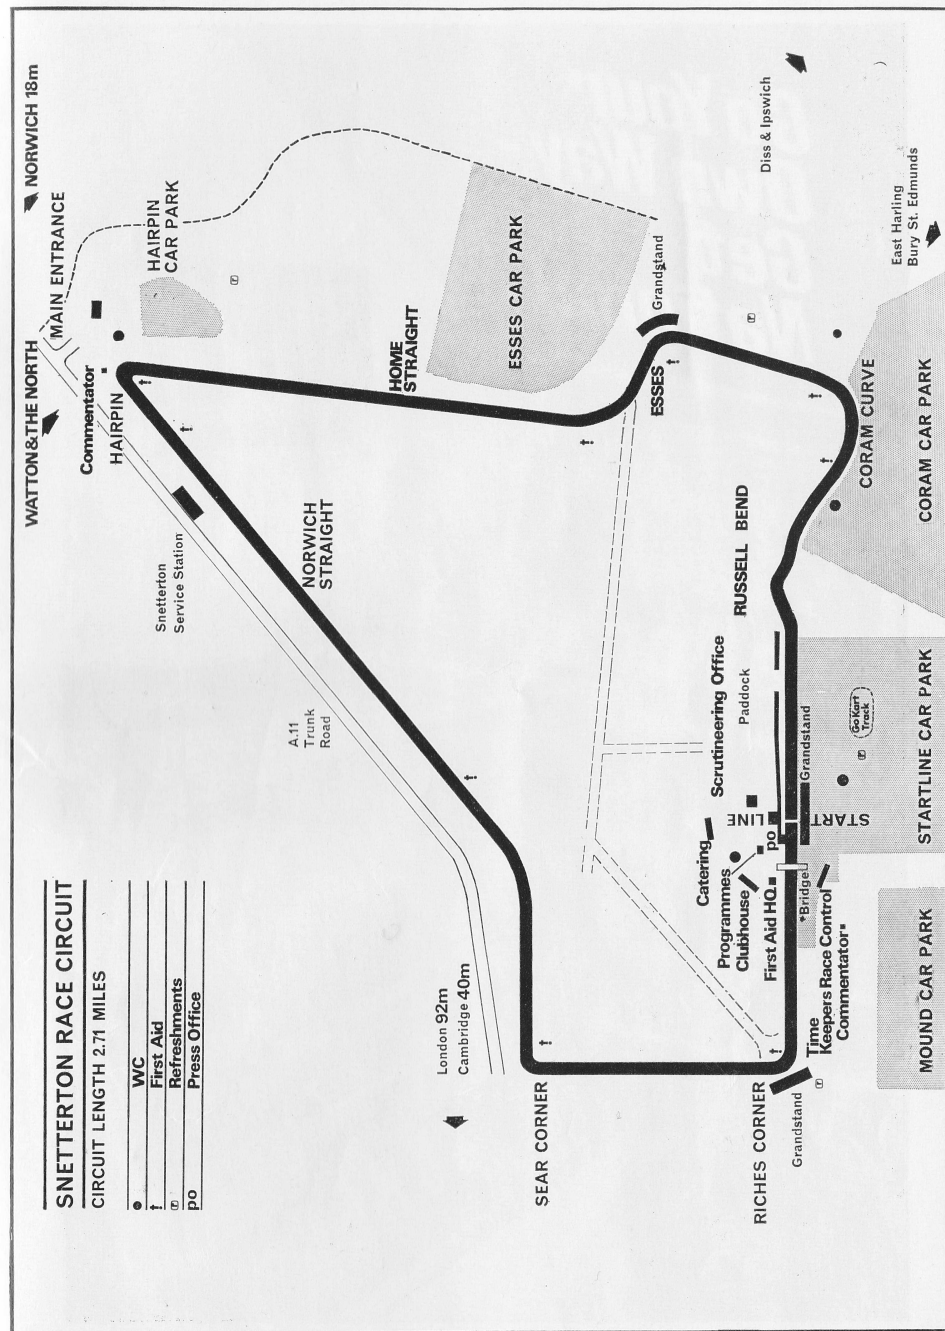 SNETTERTON RACE CIRCUIT
CIRCUIT LENGTH 2.71 MILES
WC
† First Aid
r Refreshments
po Press Office
WATTON & THE NORTH
NORWICH 18m
MAIN ENTRANCE
HAIRPIN
CAR PARK
Commentator
HAIRPIN
Snetterton
Service Station
A.11
Trunk
Road
NORWICH
STRAIGHT
HOME
STRAIGHT
ESSES CAR PARK
Grandstand
ESSES
Diss & Ipswich
East Harling
Bury St. Edmunds
London 92m
Cambridge 40m
SEAR CORNER
RICHES CORNER
Grandstand
Time
Keepers Race Control
Commentator
Bridge
First Aid HQ
Clubhouse
Programmes
Catering
po
START LINE
Scrutineering Office
Paddock
Grandstand
Go Kart
Track
RUSSELL BEND
CORAM CURVE
CORAM CAR PARK
STARTLINE CAR PARK
MOUND CAR PARK